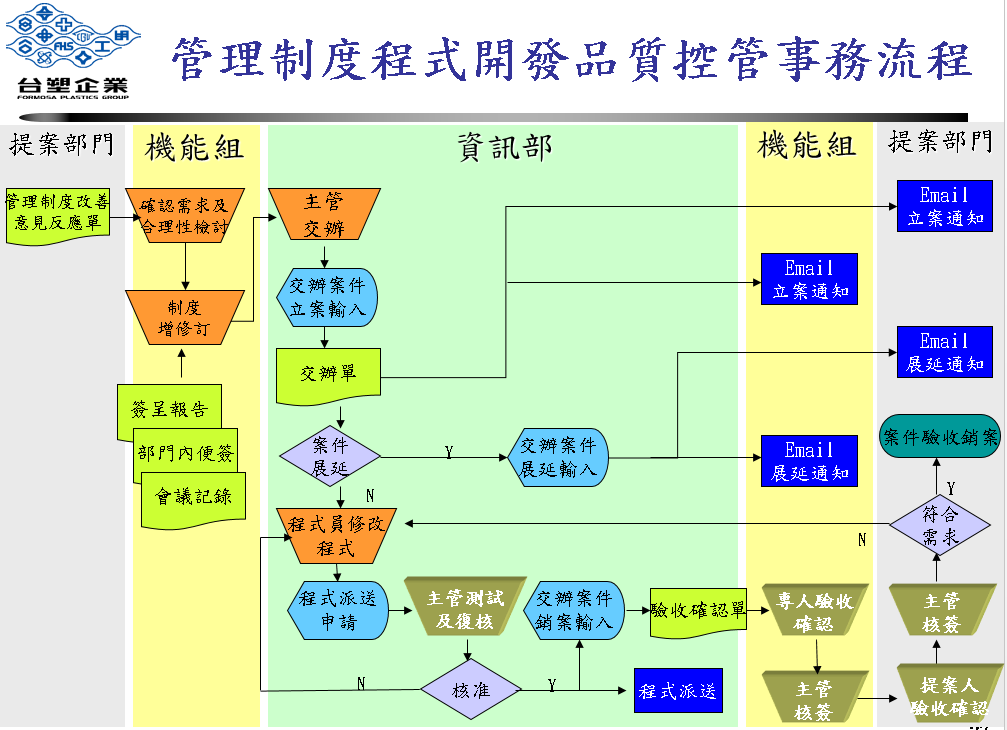 台塑企業
FORMOSA PLASTICS GROUP
管理制度程式開發品質控管事務流程
提案部門
機能組
資訊部
機能組
提案部門
管理制度改善
意見反應單
確認需求及
合理性檢討
制度
增修訂
簽呈報告
部門內便簽
會議記錄
主管
交辦
交辦案件
立案輸入
交辦單
案件
展延
Y
N
交辦案件
展延輸入
程式員修改
程式
程式派送
申請
主管測試
及復核
核准
N
Y
交辦案件
銷案輸入
程式派送
驗收確認單
Email
立案通知
Email
立案通知
Email
展延通知
Email
展延通知
專人驗收
確認
主管
核簽
提案人
驗收確認
主管
核簽
符合
需求
N
Y
案件驗收銷案